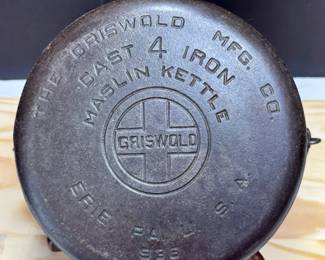 THE GRISWOLD MFG. CO.
CAST 4 IRON
MASLIN KETTLE
GRISWOLD
ERIE, PA. U. S. A.